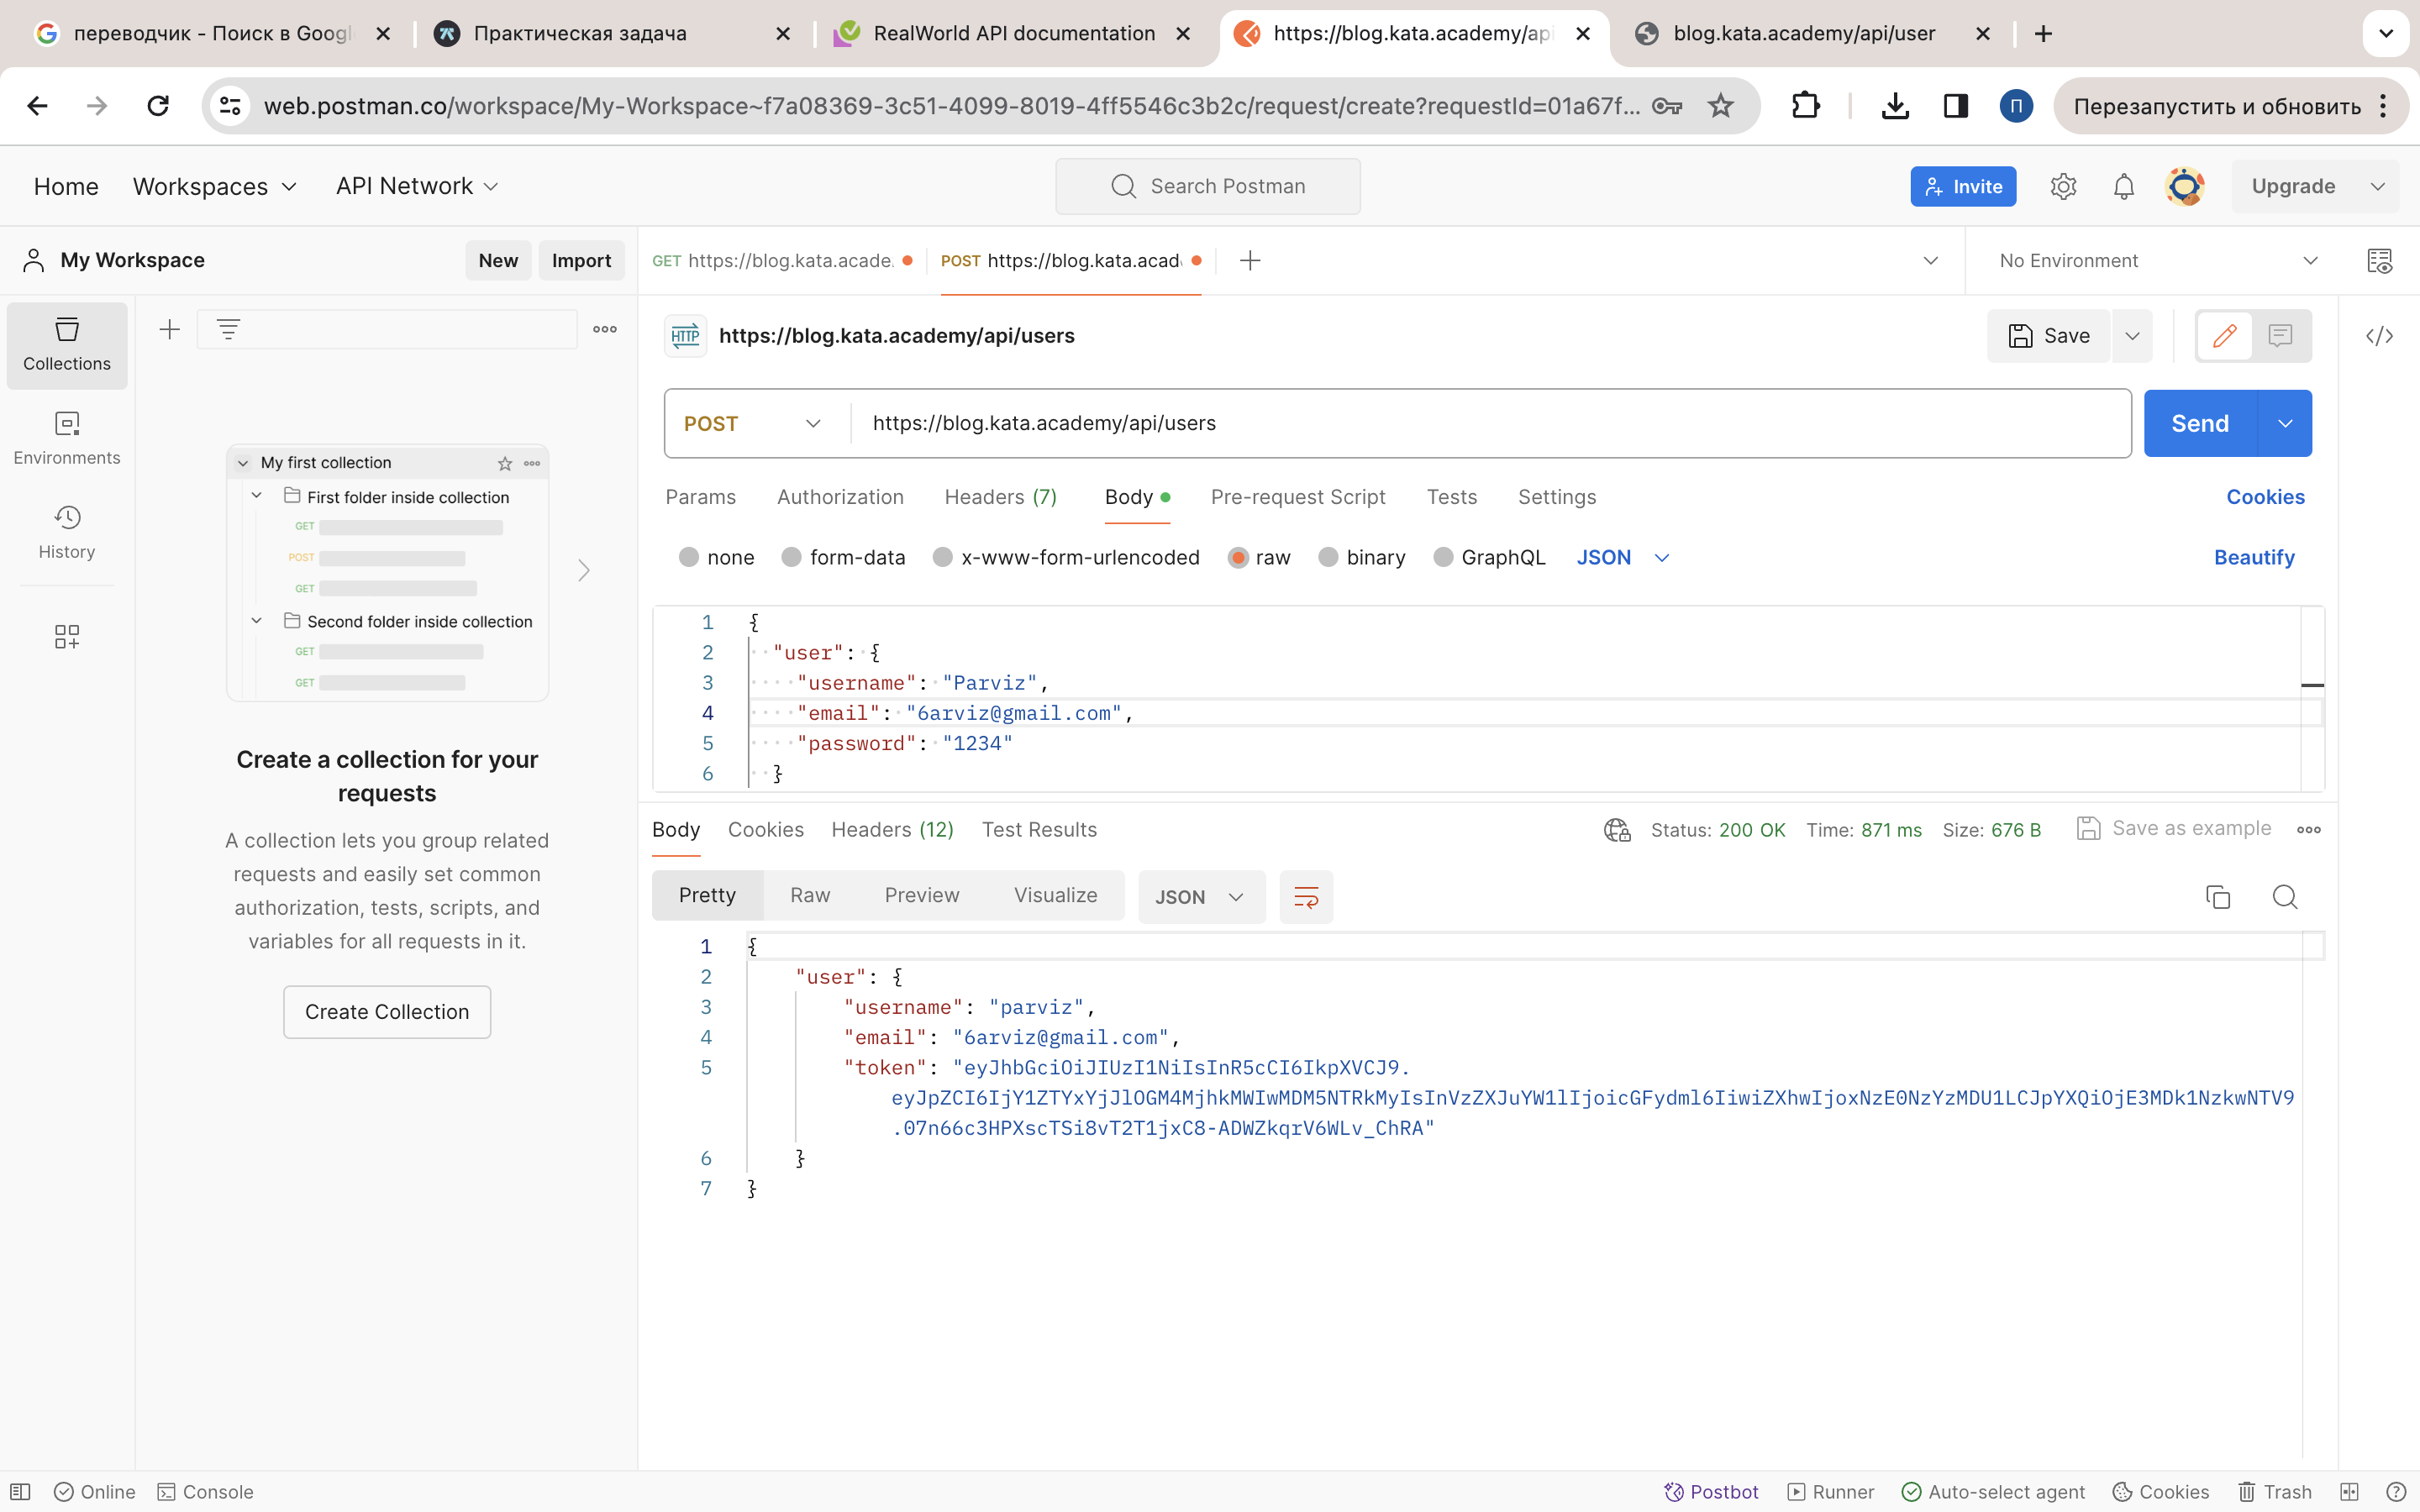 переводчик - Поиск в Googl
Практическая задача
RealWorld API documentation
https://blog.kata.academy/api
blog.kata.academy/api/user
web.postman.co/workspace/My-Workspace~f7a08369-3c51-4099-8019-4ff5546c3b2c/request/create?requestId=01a67f...
П
Перезапустить и обновить
Home
Workspaces
API Network
Search Postman
Invite
Upgrade
My Workspace
New
Import
GET https://blog.kata.acade.
POST https://blog.kata.acad
No Environment
Collections
Environments
History
My first collection
First folder inside collection
GET
POST
GET
Second folder inside collection
GET
GET
Create a collection for your
requests
A collection lets you group related
requests and easily set common
authorization, tests, scripts, and
variables for all requests in it.
Create Collection
HTTP
https://blog.kata.academy/api/users
Save
POST
https://blog.kata.academy/api/users
Send
Params
Authorization
Headers (7)
Body
Pre-request Script
Tests
Settings
Cookies
none
form-data
x-www-form-urlencoded
raw
binary
GraphQL
JSON
Beautify
1 {
2 "user": {
3 "username": "Parviz",
4 "email": "6arviz@gmail.com",
5 "password": "1234"
6 }
Body
Cookies
Headers (12)
Test Results
Status: 200 OK
Time: 871 ms
Size: 676 B
Save as example
Pretty
Raw
Preview
Visualize
JSON
1 {
2 "user": {
3 "username": "parviz",
4 "email": "6arviz@gmail.com",
5 "token": "eyJhbGciOiJIUzI1NiIsInR5cCI6IkpXVCJ9.
eyJpZCI6IjY1ZTYxYjJlOGM4MjhkMWIwMDM5NTRkMyIsInVzZXJuYW1lIjoicGFydml6IiwiZXhwIjoxNzE0NzYzMDU1LCJpYXQiOjE3MDk1NzkwNTV9
.07n66c3HPXscTSi8vT2T1jxC8-ADWZkqrV6WLv_ChRA"
6 }
7 }
Online
Console
Postbot
Runner
Auto-select agent
Cookies
Trash